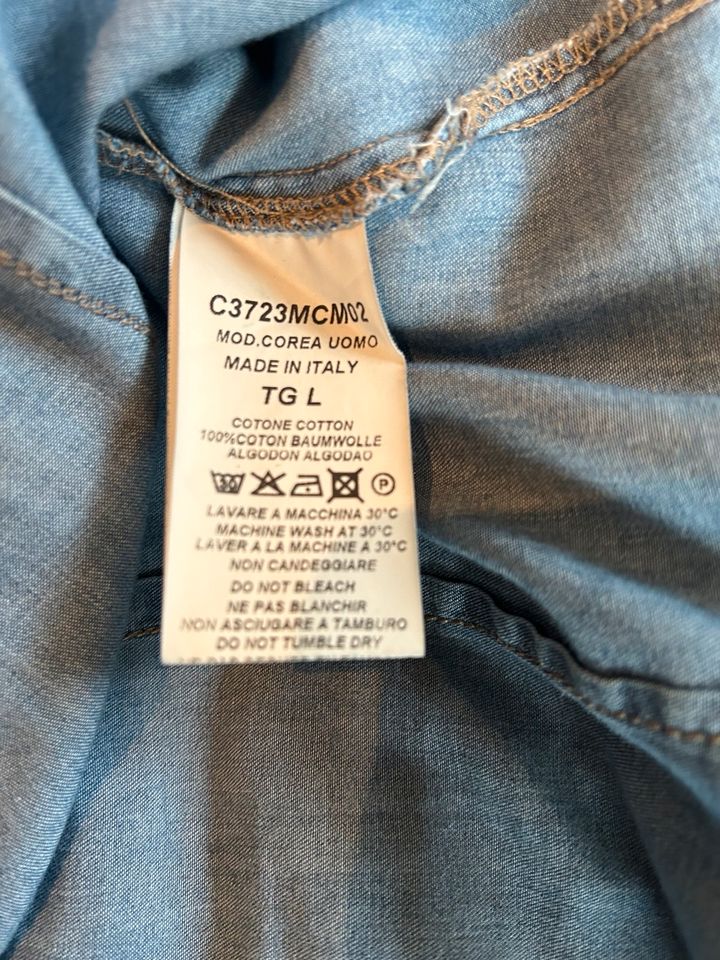 C3723MCM02
MOD.COREA UOMO
MADE IN ITALY
TG L
COTONE COTTON
100%COTON BAUMWOLLE
ALGODON ALGODAO
30 P
LAVARE A MACCHINA 30°C
MACHINE WASH AT 30°C
LAVER A LA MACHINE A 30°C
NON CANDEGGIARE
DO NOT BLEACH
NE PAS BLANCHIR
NON ASCIUGARE A TAMBURO
DO NOT TUMBLE DRY